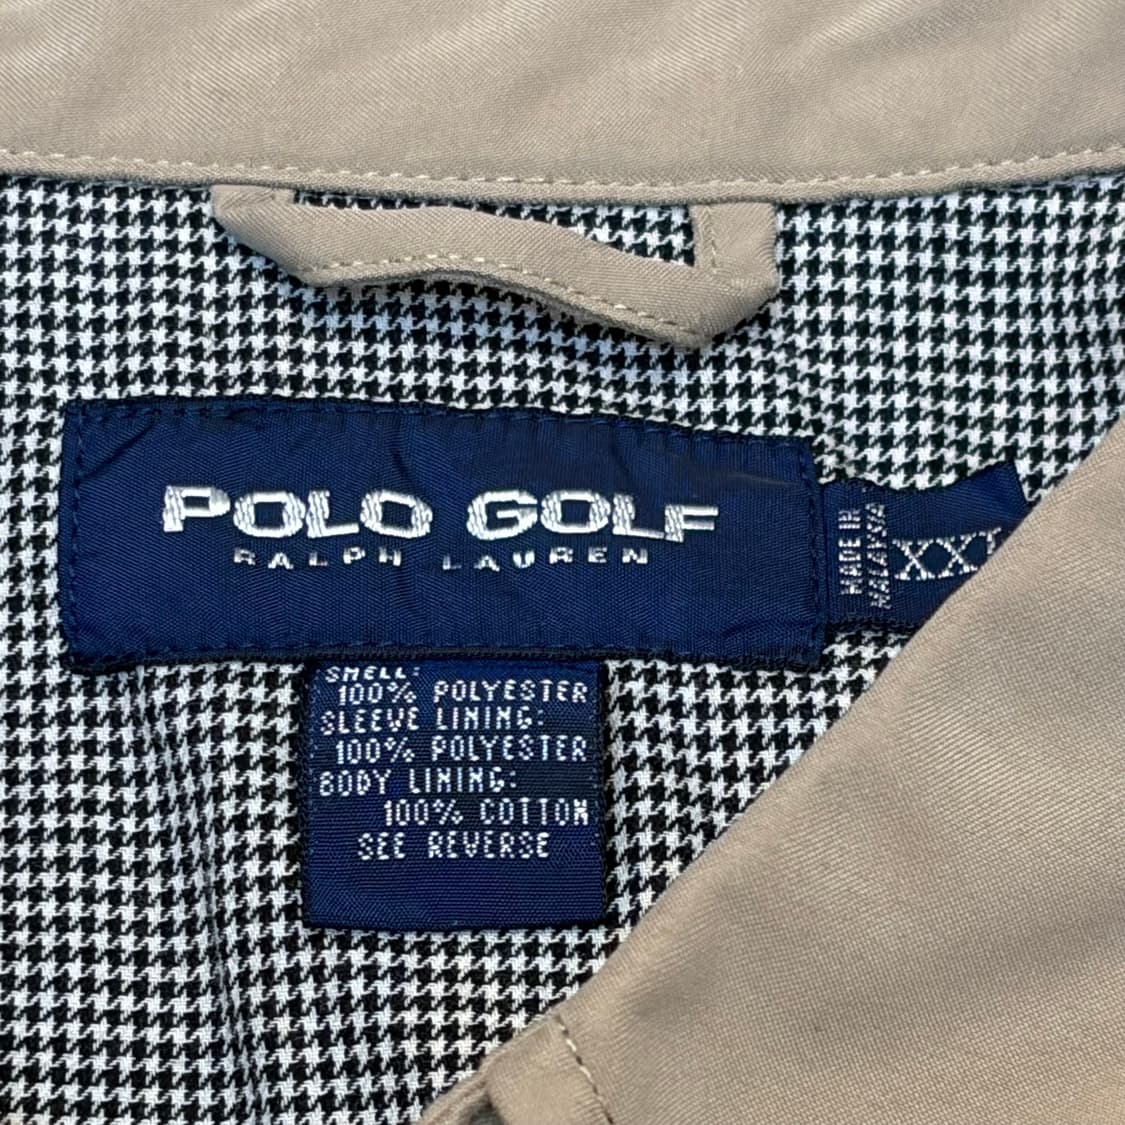 POLO GOLF
RALPH LAUREN
MADE IN
MALAYSIA
SHELL:
100% POLYESTER
SLEEVE LINING:
100% POLYESTER
BODY LINING:
100% COTTON
SEE REVERSE